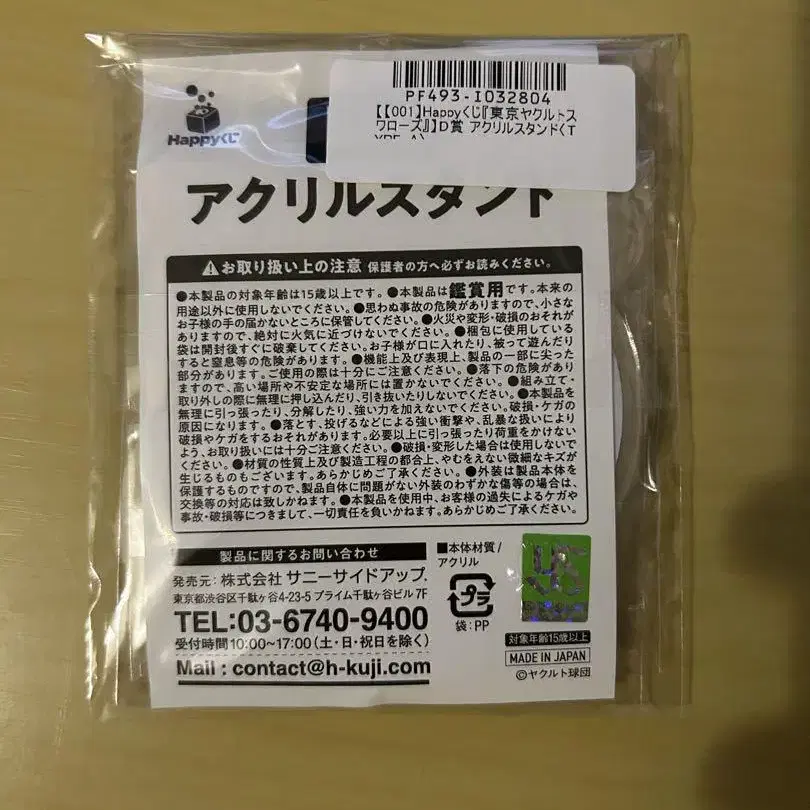 Happyくじ
PF493-I032804
【【001】Happyくじ『東京ヤクルトス
ワローズ』】D賞 アクリルスタンド〈T
YPE A〉
アクリルスタンド
お取り扱い上の注意 保護者の方へ必ずお読みください。
●本製品の対象年齢は15歳以上です。●本製品は鑑賞用です。本来の
用途以外に使用しないでください。●思わぬ事故の危険がありますので、小さな
お子様の手の届かないところに保管してください。●火災や変形・破損のおそれが
ありますので、絶対に火気に近づけないでください。●梱包に使用している
袋は開封後すぐに破棄してください。お子様が口に入れたり、被って遊んだり
すると窒息等の危険があります。●機能上及び表現上、製品の一部に尖った
部分があります。ご使用の際は十分にご注意ください。●落下の危険があり
ますので、高い場所や不安定な場所には置かないでください。●組み立て・
取り外しの際に無理に押し込んだり、引き抜いたりしないでください。●本製品を
無理に引っ張ったり、分解したり、強い力を加えないでください。破損・ケガの
原因になります。●落とす、投げるなどによる強い衝撃や、乱暴な扱いにより
破損やケガをするおそれがあります。必要以上に引っ張ったり荷重をかけない
よう、お取り扱いには十分ご注意ください。●破損・変形した場合は使用しないで
ください。●材質の性質上及び製造工程の都合上、やむをえない微細なキズが
生じるものもございます。あらかじめご了承ください。●外装は製品本体を
保護するものですので、製品自体に問題がない外装のわずかな傷等の場合は、
交換等の対応は致しかねます。●本製品を使用中、お客様の過失によるケガや
事故・破損等につきまして、一切責任を負いかねます。あらかじめご了承ください。
製品に関するお問い合わせ
発売元：株式会社 サニーサイドアップ.
東京都渋谷区千駄ヶ谷4-23-5 プライム千駄ヶ谷ビル 7F
TEL:03-6740-9400
受付時間10:00~17:00（土・日・祝日を除く）
Mail : contact@h-kuji.com
■本体材質/
アクリル
プラ
袋：PP
YS
対象年齢15歳以上
MADE IN JAPAN
©ヤクルト球団